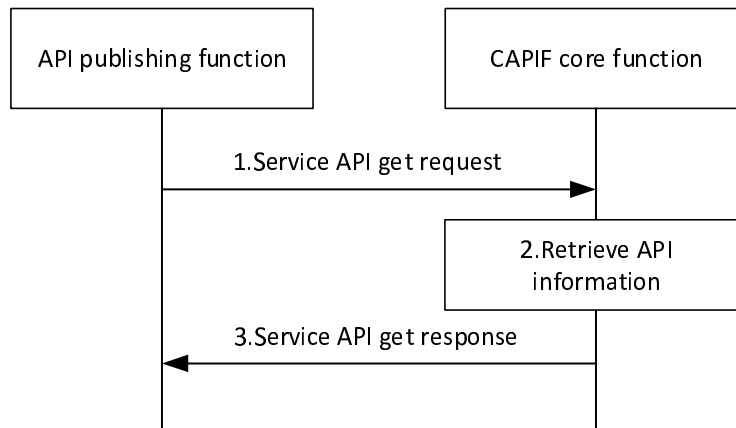 API publishing function
CAPIF core function
1.Service API get request
2.Retrieve API
information
3.Service API get response